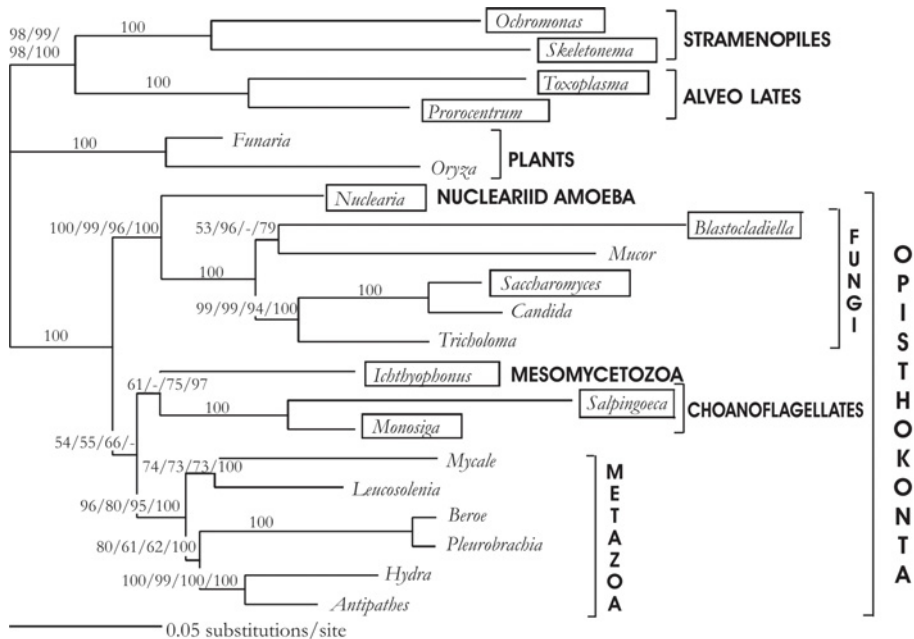 98/99/
98/100
100
Ochromonas
Skeletonema
STRAMENOPILES
100
Toxoplasma
Prorocentrum
ALVEO LATES
100
Funaria
Oryza
PLANTS
100/99/96/100
Nuclearia
NUCLEARIID AMOEBA
53/96/-/79
Blastocladiella
Mucor
100
100
Saccharomyces
Candida
99/99/94/100
Tricholoma
FUNGI
100
61/-/75/97
Ichthyophonus
MESOMYCETOZOA
100
Salpingoeca
Monosiga
CHOANOFLAGELLATES
54/55/66/-
74/73/73/100
Mycale
Leucosolenia
96/80/95/100
100
Beroe
Pleurobrachia
80/61/62/100
100/99/100/100
Hydra
Antipathes
METAZOA
OPISTHOKONTA
0.05 substitutions/site